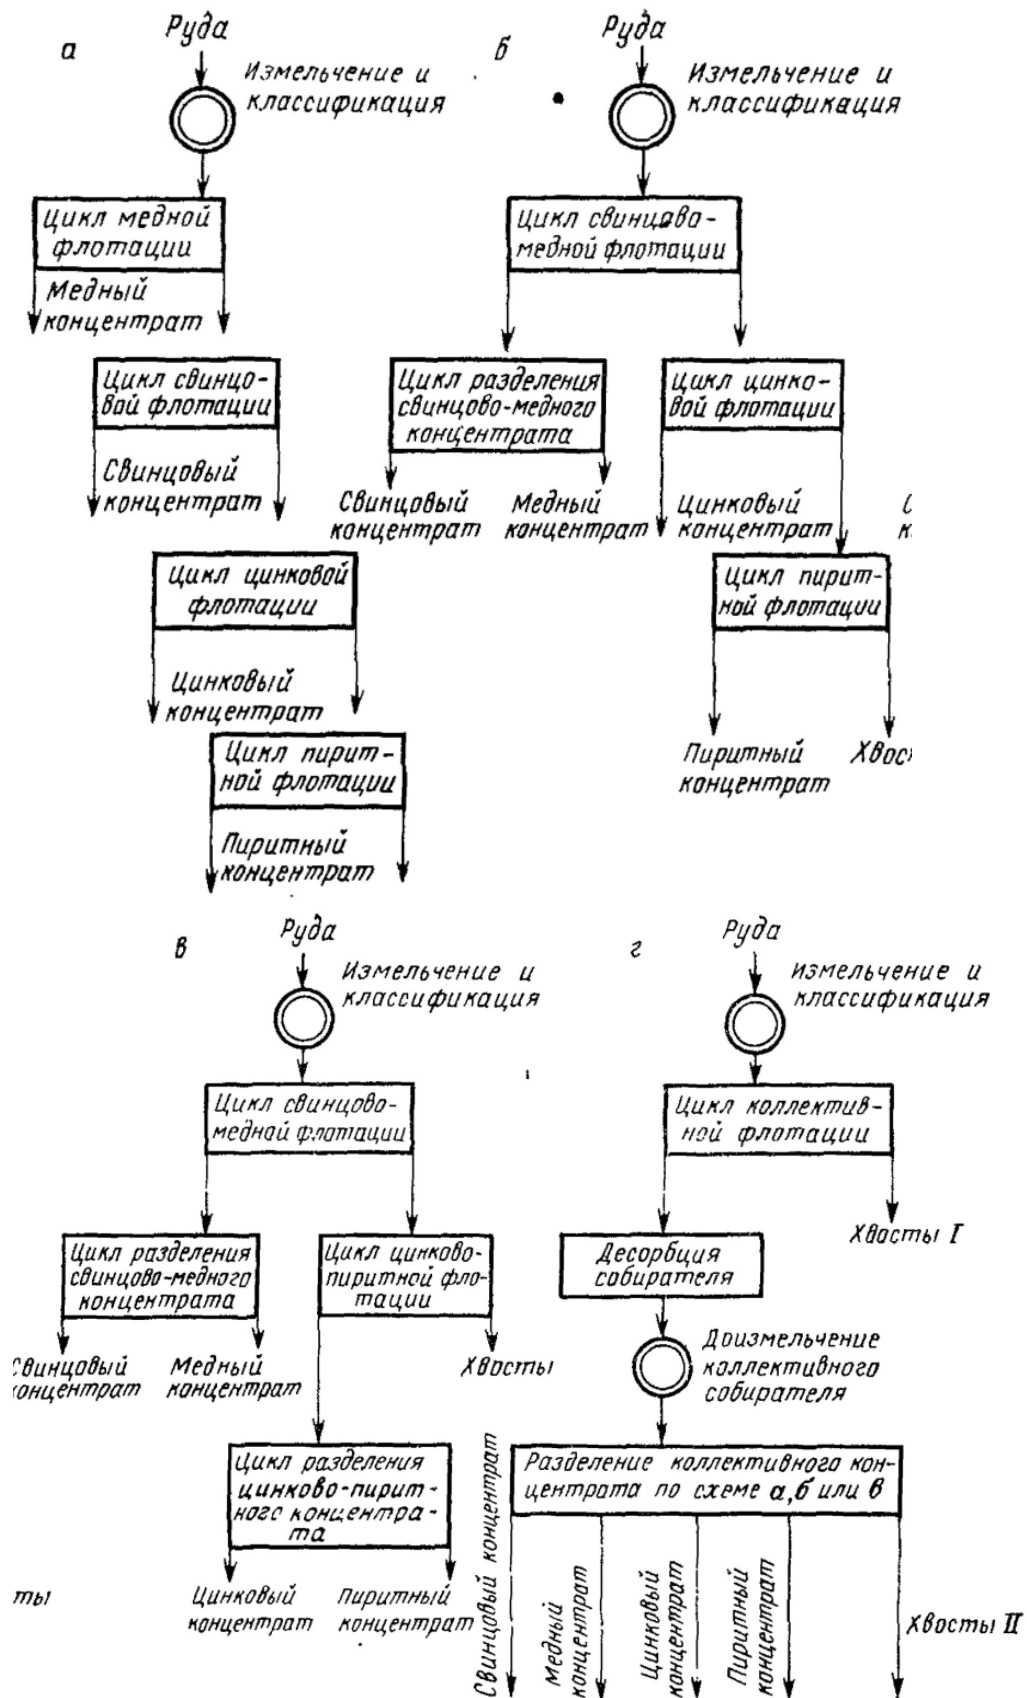 а
Руда
Измельчение и
классификация
Цикл медной
флотации
Медный
концентрат
Цикл свинцо-
вой флотации
Свинцовый
концентрат
Цикл цинковой
флотации
Цинковый
концентрат
Цикл пирит-
ной флотации
Пиритный
концентрат
б
Руда
Измельчение и
классификация
Цикл свинцово-
медной флотации
Цикл разделения
свинцово-медного
концентрата
Свинцовый
концентрат
Медный
концентрат
Цикл цинко-
вой флотации
Цинковый
концентрат
Цикл пирит-
ной флотации
Пиритный
концентрат
Хвос
С
к
в
Руда
Измельчение и
классификация
Цикл свинцово-
медной флотации
Цикл разделения
свинцово-медного
концентрата
Свинцовый
онцентрат
Медный
концентрат
Цикл цинково-
пиритной фло-
тации
Хвосты
Цикл разделения
цинково-пирит-
ного концентра-
та
Цинковый
концентрат
Пиритный
концентрат
ты
г
Руда
Измельчение и
классификация
Цикл коллектив-
ной флотации
Хвосты I
Десорбция
собирателя
Доизмельчение
коллективного
собирателя
Разделение коллективного кон-
центрата по схеме а, б или в
Свинцовый концентрат
Медный
концентрат
Цинковый
концентрат
Пиритный
концентрат
Хвосты II